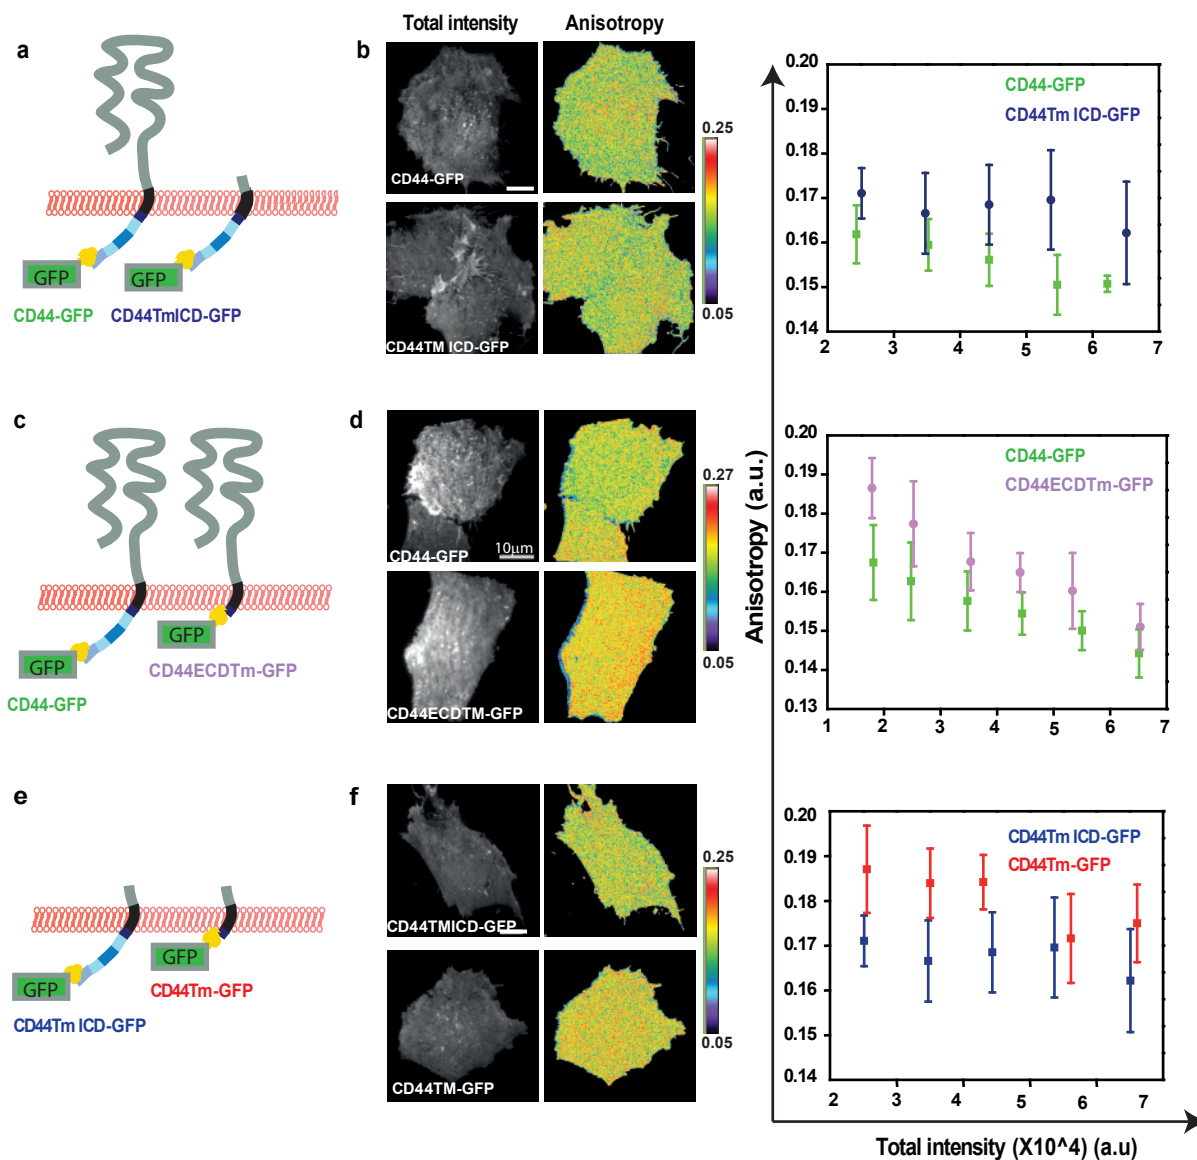 Total intensity
Anisotropy
a
GFP
GFP
CD44-GFP
CD44TmICD-GFP
b
CD44-GFP
CD44TM ICD-GFP
0.25
0.05
0.20
0.18
0.17
0.16
0.15
0.14
2
3
4
5
6
7
CD44-GFP
CD44Tm ICD-GFP
c
GFP
GFP
CD44ECDTm-GFP
CD44-GFP
d
CD44-GFP
10μm
CD44ECDTM-GFP
0.27
0.05
Anisotropy (a.u.)
0.20
0.19
0.18
0.17
0.16
0.15
0.14
0.13
1
2
3
4
5
6
7
CD44-GFP
CD44ECDTm-GFP
e
GFP
GFP
CD44Tm-GFP
CD44Tm ICD-GFP
f
CD44TMICD-GFP
CD44TM-GFP
0.25
0.05
0.20
0.19
0.18
0.17
0.16
0.15
0.14
2
3
4
5
6
7
CD44Tm ICD-GFP
CD44Tm-GFP
Total intensity (X10^4) (a.u)